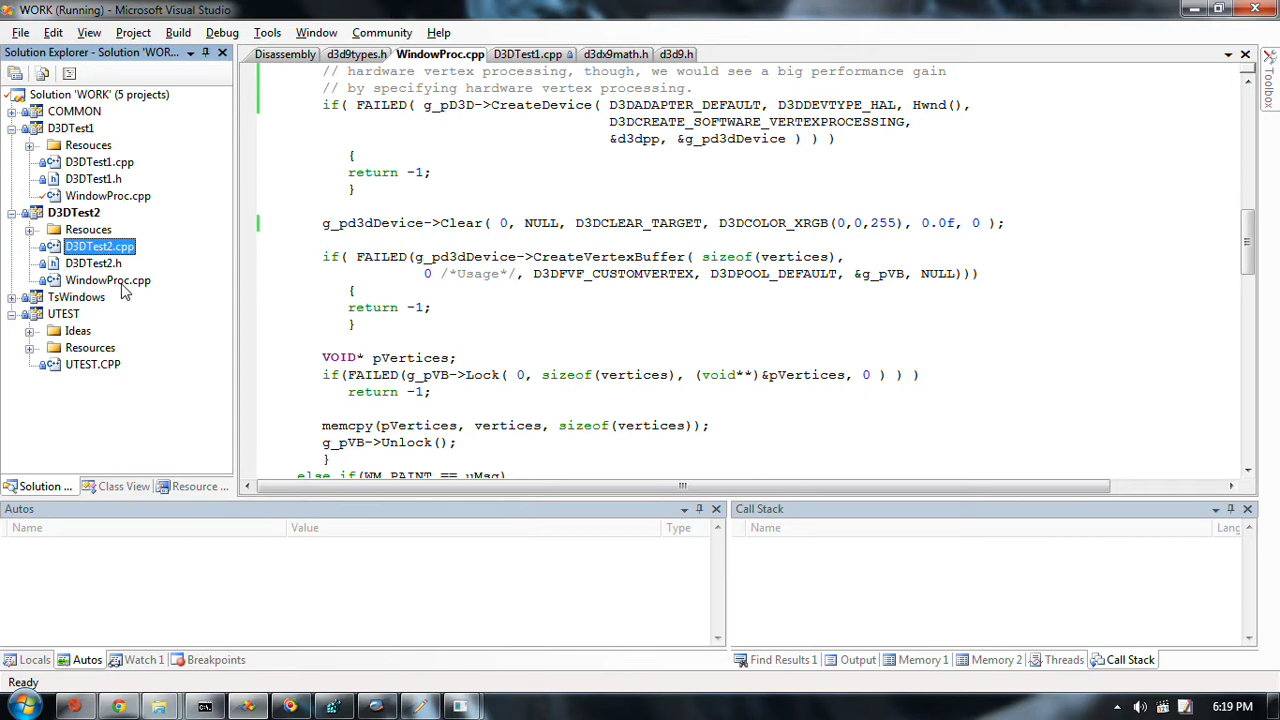 WORK (Running) - Microsoft Visual Studio
File Edit View Project Build Debug Tools Window Community Help
Solution Explorer - Solution 'WOR...
Disassembly d3d9types.h WindowProc.cpp D3DTest1.cpp d3dx9math.h d3d9.h
Toolbox
Solution 'WORK' (5 projects)
COMMON
D3DTest1
Resouces
D3DTest1.cpp
D3DTest1.h
WindowProc.cpp
D3DTest2
Resouces
D3DTest2.cpp
D3DTest2.h
WindowProc.cpp
TsWindows
UTEST
Ideas
Resources
UTEST.CPP
Solution ... Class View Resource ...
// hardware vertex processing, though, we would see a big performance gain
// by specifying hardware vertex processing.
if( FAILED( g_pD3D->CreateDevice( D3DADAPTER_DEFAULT, D3DDEVTYPE_HAL, Hwnd(),
D3DCREATE_SOFTWARE_VERTEXPROCESSING,
&d3dpp, &g_pd3dDevice ) ) )
{
return -1;
}
g_pd3dDevice->Clear( 0, NULL, D3DCLEAR_TARGET, D3DCOLOR_XRGB(0,0,255), 0.0f, 0 );
if( FAILED(g_pd3dDevice->CreateVertexBuffer( sizeof(vertices),
0 /*Usage*/, D3DFVF_CUSTOMVERTEX, D3DPOOL_DEFAULT, &g_pVB, NULL)))
{
return -1;
}
VOID* pVertices;
if(FAILED(g_pVB->Lock( 0, sizeof(vertices), (void**)&pVertices, 0 ) ) )
return -1;
memcpy(pVertices, vertices, sizeof(vertices));
g_pVB->Unlock();
}
else if(WM_PAINT == uMsg)
Autos
Name Value Type
Call Stack
Name Lang
Locals Autos Watch 1 Breakpoints
Find Results 1 Output Memory 1 Memory 2 Threads Call Stack
Ready
6:19 PM